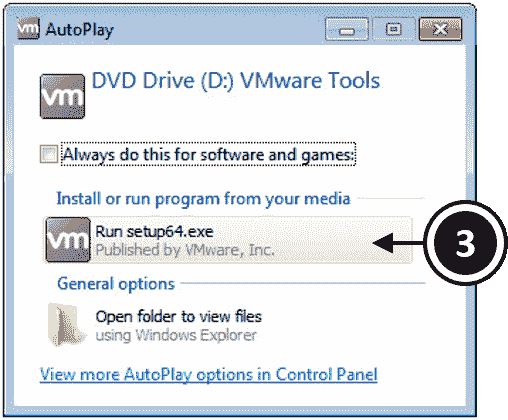 vm AutoPlay
vm DVD Drive (D:) VMware Tools
Always do this for software and games:
Install or run program from your media
vm Run setup64.exe
Published by VMware, Inc.
3
General options
Open folder to view files
using Windows Explorer
View more AutoPlay options in Control Panel